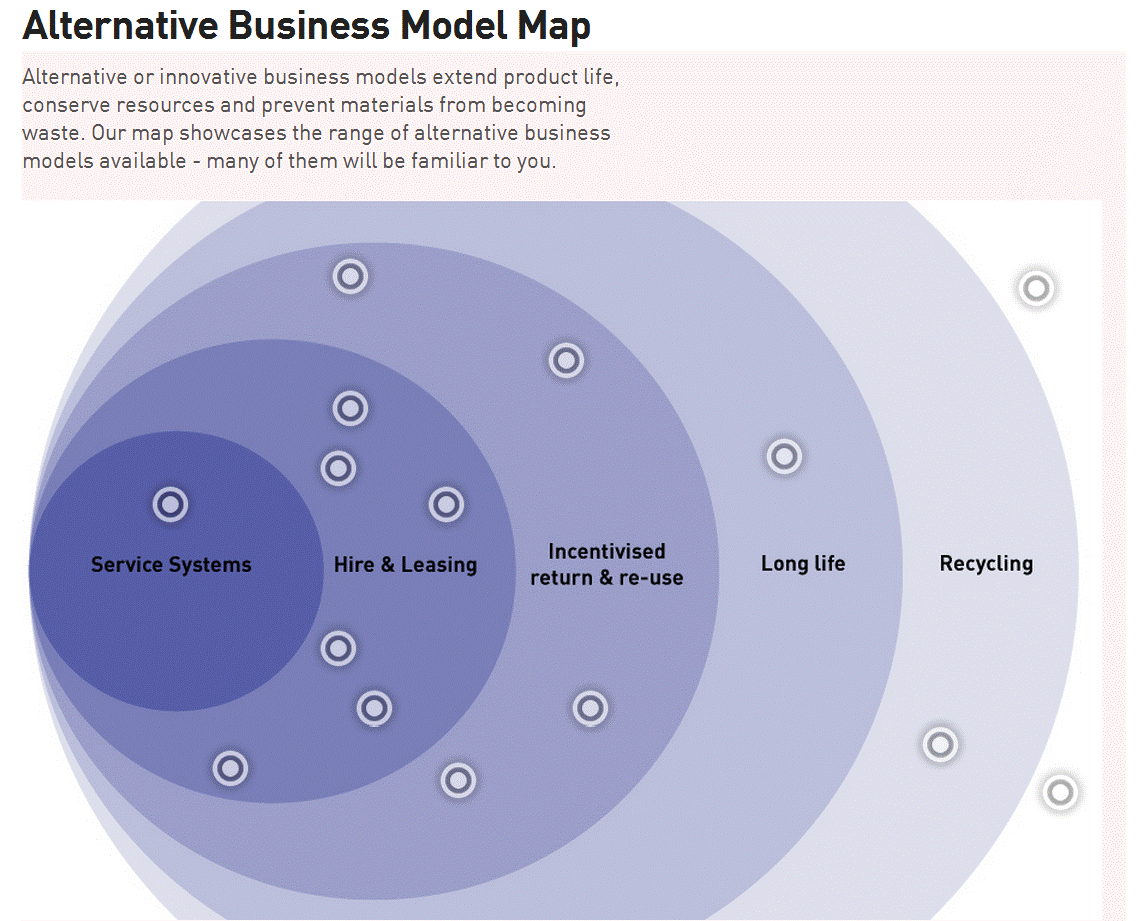 Alternative Business Model Map
Alternative or innovative business models extend product life,
conserve resources and prevent materials from becoming
waste. Our map showcases the range of alternative business
models available - many of them will be familiar to you.
Service Systems
Hire & Leasing
Incentivised
return & re-use
Long life
Recycling